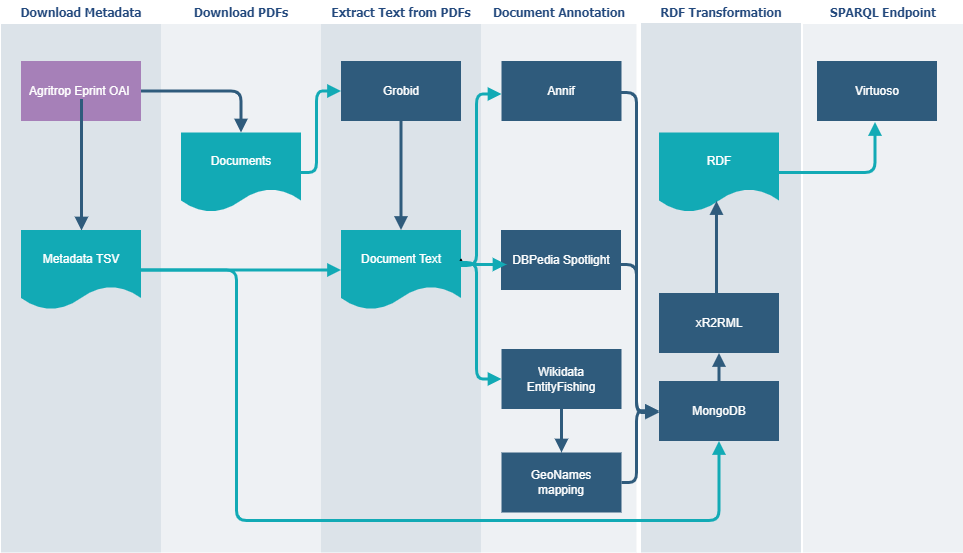 Download Metadata
Download PDFs
Extract Text from PDFs
Document Annotation
RDF Transformation
SPARQL Endpoint
Agritrop Eprint OAI
Grobid
Annif
Virtuoso
Documents
RDF
Metadata TSV
Document Text
DBPedia Spotlight
xR2RML
Wikidata
EntityFishing
MongoDB
GeoNames
mapping